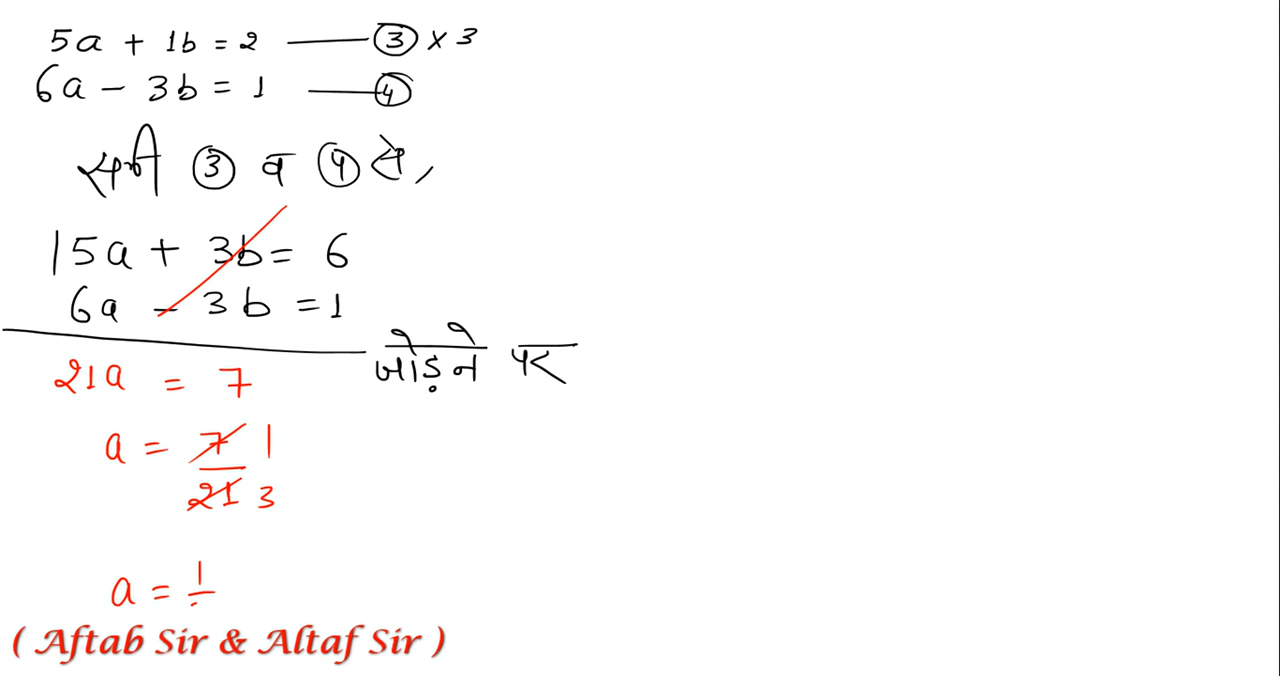 5a + 1b = 2 —— ③ × 3
6a - 3b = 1 —— ④
समी ③ व ④ से,
15a + 3b = 6
6a - 3b = 1
जोड़ने पर
21a = 7
a = 7/21 1/3
a = 1/
( Aftab Sir & Altaf Sir )